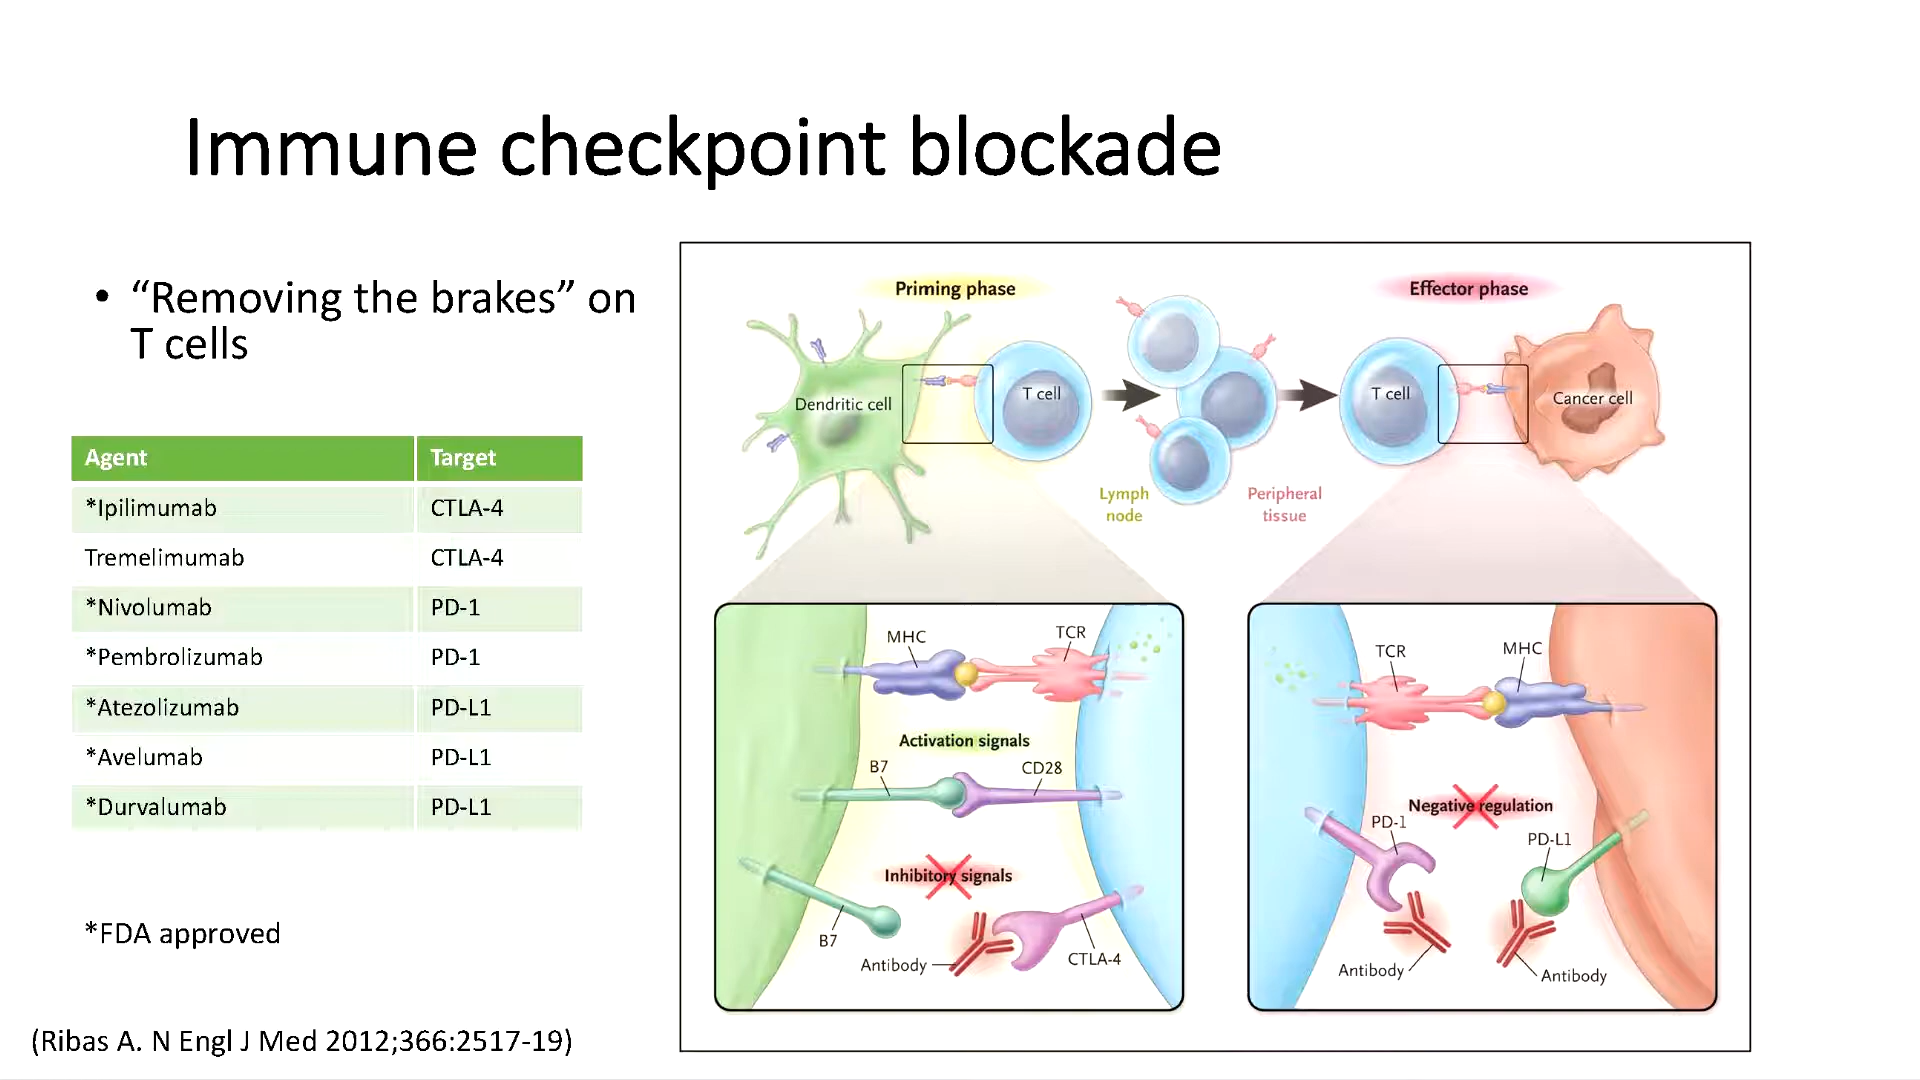 Immune checkpoint blockade
• “Removing the brakes” on
T cells
Agent Target
*Ipilimumab CTLA-4
Tremelimumab CTLA-4
*Nivolumab PD-1
*Pembrolizumab PD-1
*Atezolizumab PD-L1
*Avelumab PD-L1
*Durvalumab PD-L1
*FDA approved
(Ribas A. N Engl J Med 2012;366:2517-19)
Priming phase
Effector phase
Dendritic cell
T cell
T cell
Cancer cell
Lymph
node
Peripheral
tissue
MHC
TCR
Activation signals
B7
CD28
Inhibitory signals
B7
Antibody
CTLA-4
TCR
MHC
Negative regulation
PD-1
PD-L1
Antibody
Antibody